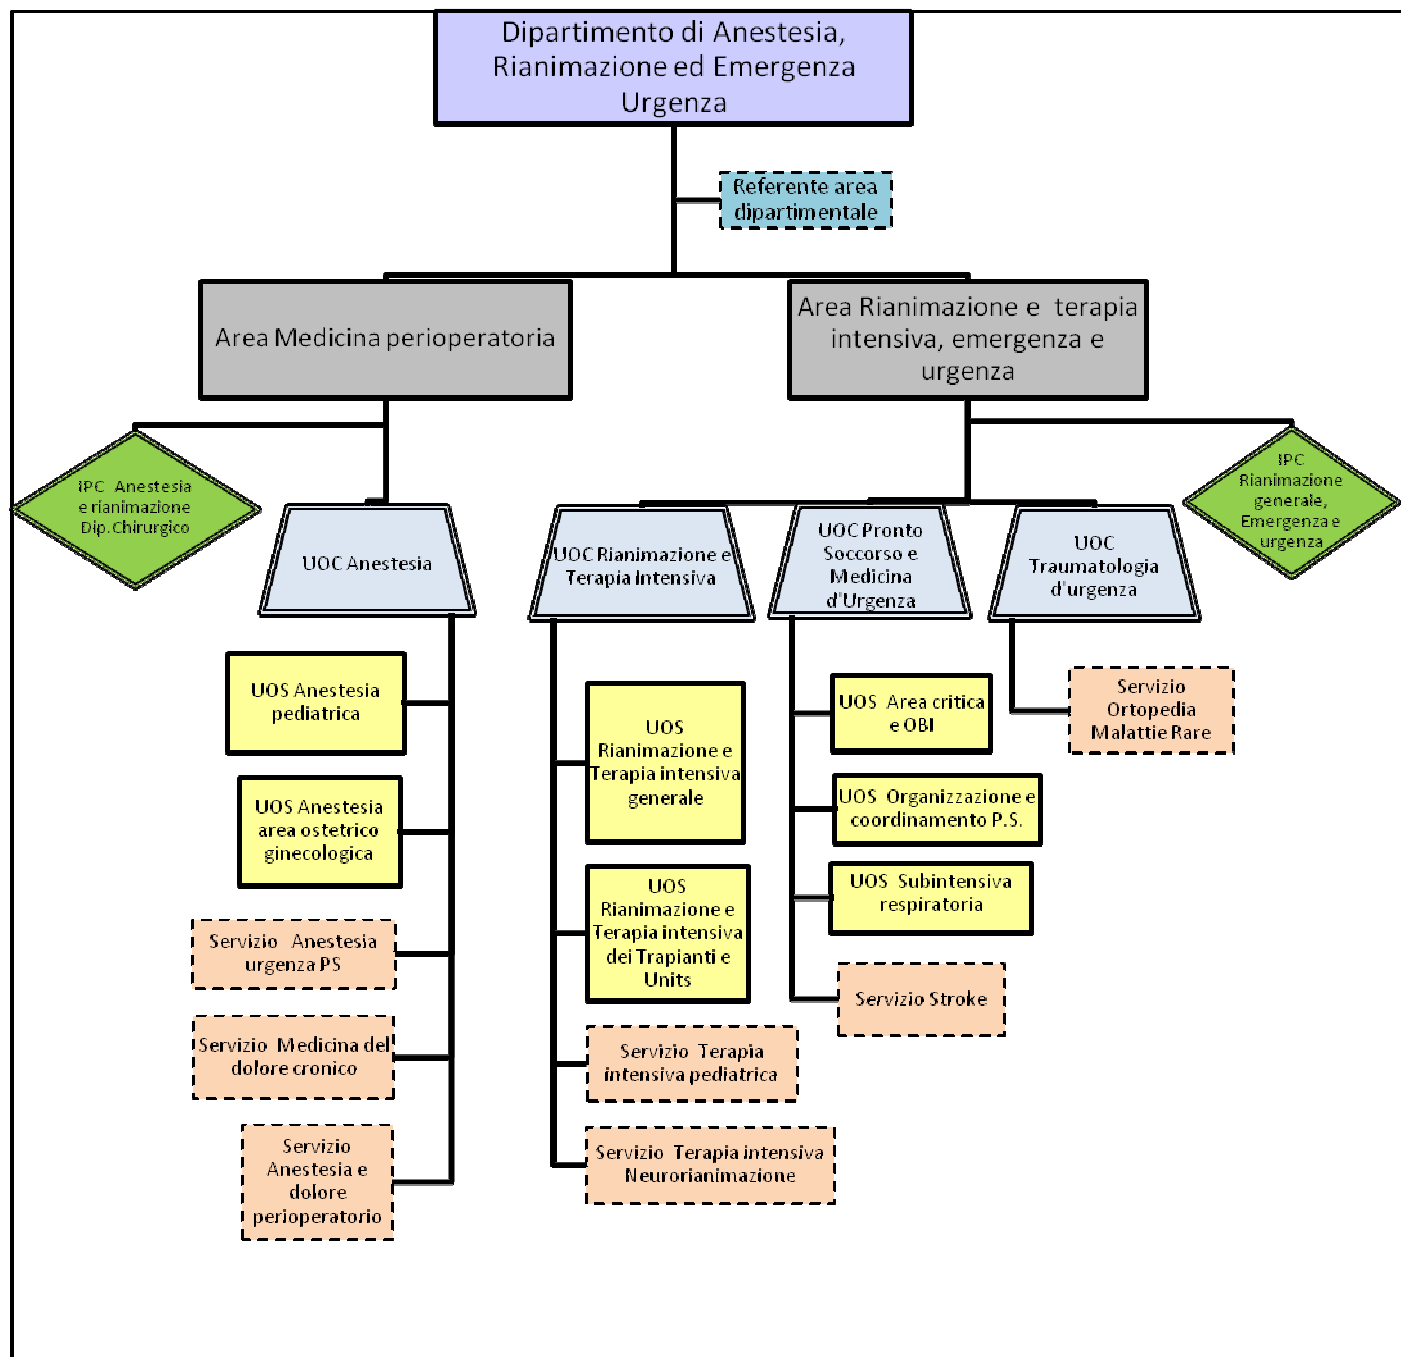 Dipartimento di Anestesia,
Rianimazione ed Emergenza
Urgenza
Referente area
dipartimentale
Area Medicina perioperatoria
Area Rianimazione e terapia
intensiva, emergenza e
urgenza
IPC Anestesia
e rianimazione
Dip.Chirurgico
IPC
Rianimazione
generale,
Emergenza e
urgenza
UOC Anestesia
UOC Rianimazione e
Terapia intensiva
UOC Pronto
Soccorso e
Medicina
d'Urgenza
UOC
Traumatologia
d'urgenza
UOS Anestesia
pediatrica
UOS Anestesia
area ostetrico
ginecologica
Servizio Anestesia
urgenza PS
Servizio Medicina del
dolore cronico
Servizio
Anestesia e
dolore
perioperatorio
UOS
Rianimazione e
Terapia intensiva
generale
UOS
Rianimazione e
Terapia intensiva
dei Trapianti e
Units
Servizio Terapia
intensiva pediatrica
Servizio Terapia intensiva
Neurorianimazione
UOS Area critica
e OBI
UOS Organizzazione e
coordinamento P.S.
UOS Subintensiva
respiratoria
Servizio Stroke
Servizio
Ortopedia
Malattie Rare